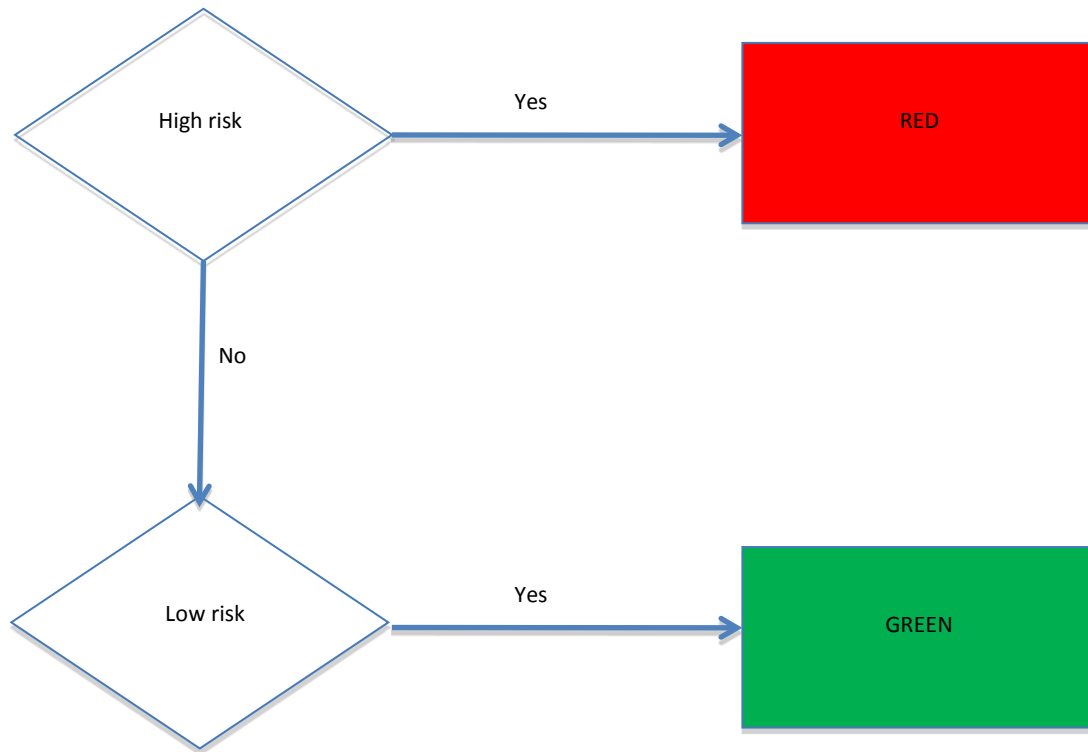 High risk
Yes
RED
No
Low risk
Yes
GREEN